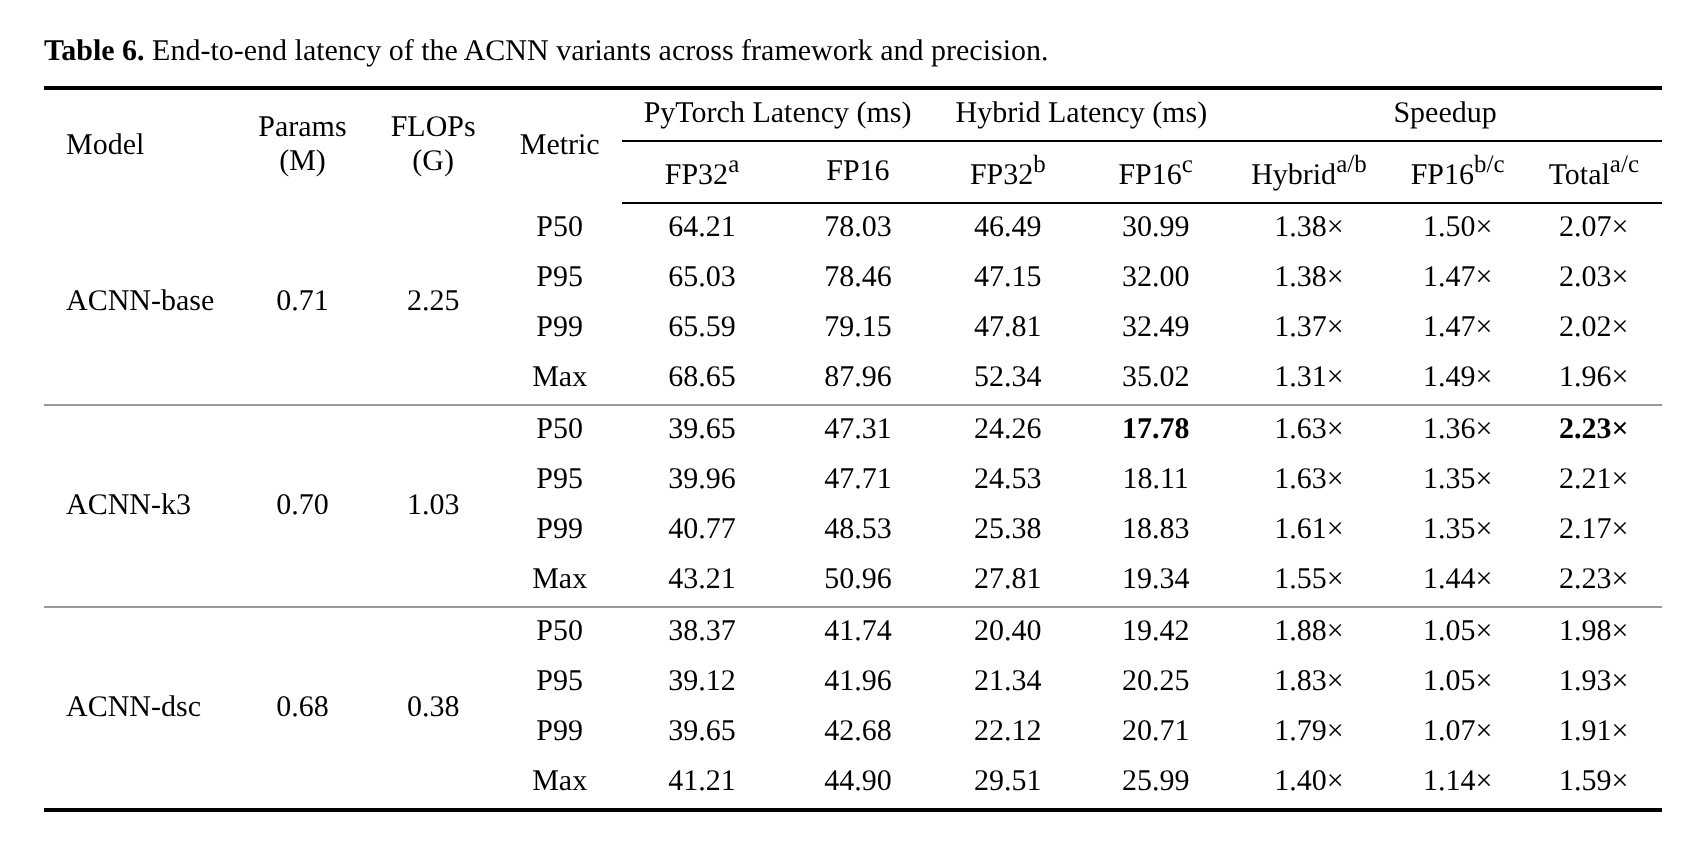 Table 6. End-to-end latency of the ACNN variants across framework and precision.
Model Params (M) FLOPs (G) Metric PyTorch Latency (ms) Hybrid Latency (ms) Speedup
FP32a FP16 FP32b FP16c Hybrida/b FP16b/c Totala/c
ACNN-base 0.71 2.25
P50 64.21 78.03 46.49 30.99 1.38× 1.50× 2.07×
P95 65.03 78.46 47.15 32.00 1.38× 1.47× 2.03×
P99 65.59 79.15 47.81 32.49 1.37× 1.47× 2.02×
Max 68.65 87.96 52.34 35.02 1.31× 1.49× 1.96×
ACNN-k3 0.70 1.03
P50 39.65 47.31 24.26 17.78 1.63× 1.36× 2.23×
P95 39.96 47.71 24.53 18.11 1.63× 1.35× 2.21×
P99 40.77 48.53 25.38 18.83 1.61× 1.35× 2.17×
Max 43.21 50.96 27.81 19.34 1.55× 1.44× 2.23×
ACNN-dsc 0.68 0.38
P50 38.37 41.74 20.40 19.42 1.88× 1.05× 1.98×
P95 39.12 41.96 21.34 20.25 1.83× 1.05× 1.93×
P99 39.65 42.68 22.12 20.71 1.79× 1.07× 1.91×
Max 41.21 44.90 29.51 25.99 1.40× 1.14× 1.59×